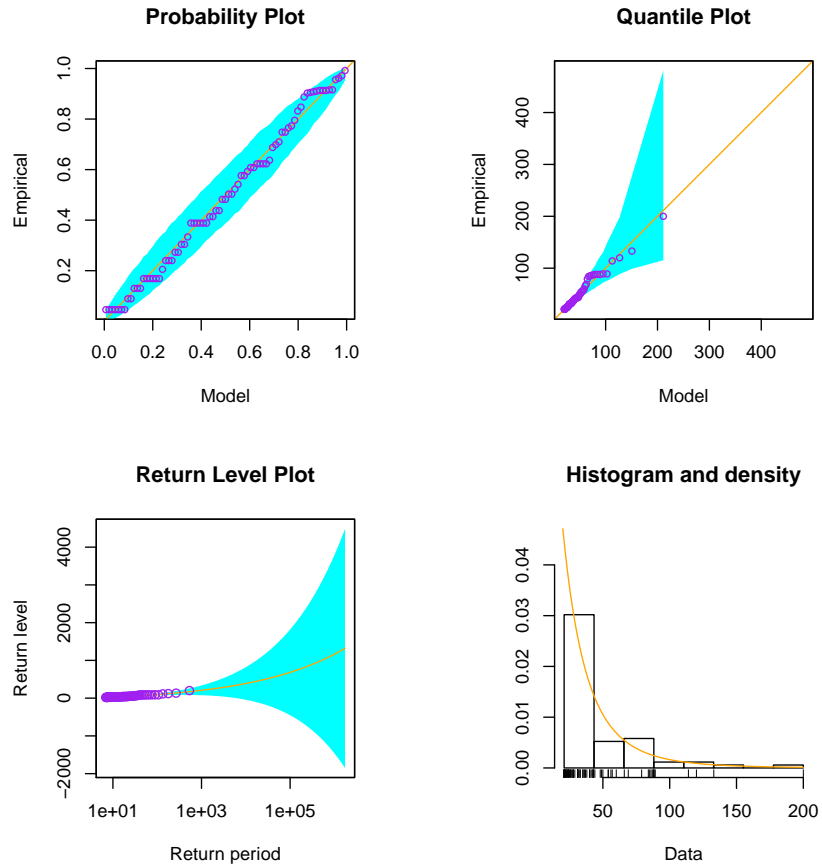 Probability Plot
Empirical
0.2 0.4 0.6 0.8 1.0
0.0 0.2 0.4 0.6 0.8 1.0
Model
Quantile Plot
Empirical
100 200 300 400
100 200 300 400
Model
Return Level Plot
Return level
−2000 0 2000 4000
1e+01 1e+03 1e+05
Return period
Histogram and density
0.00 0.01 0.02 0.03 0.04
50 100 150 200
Data